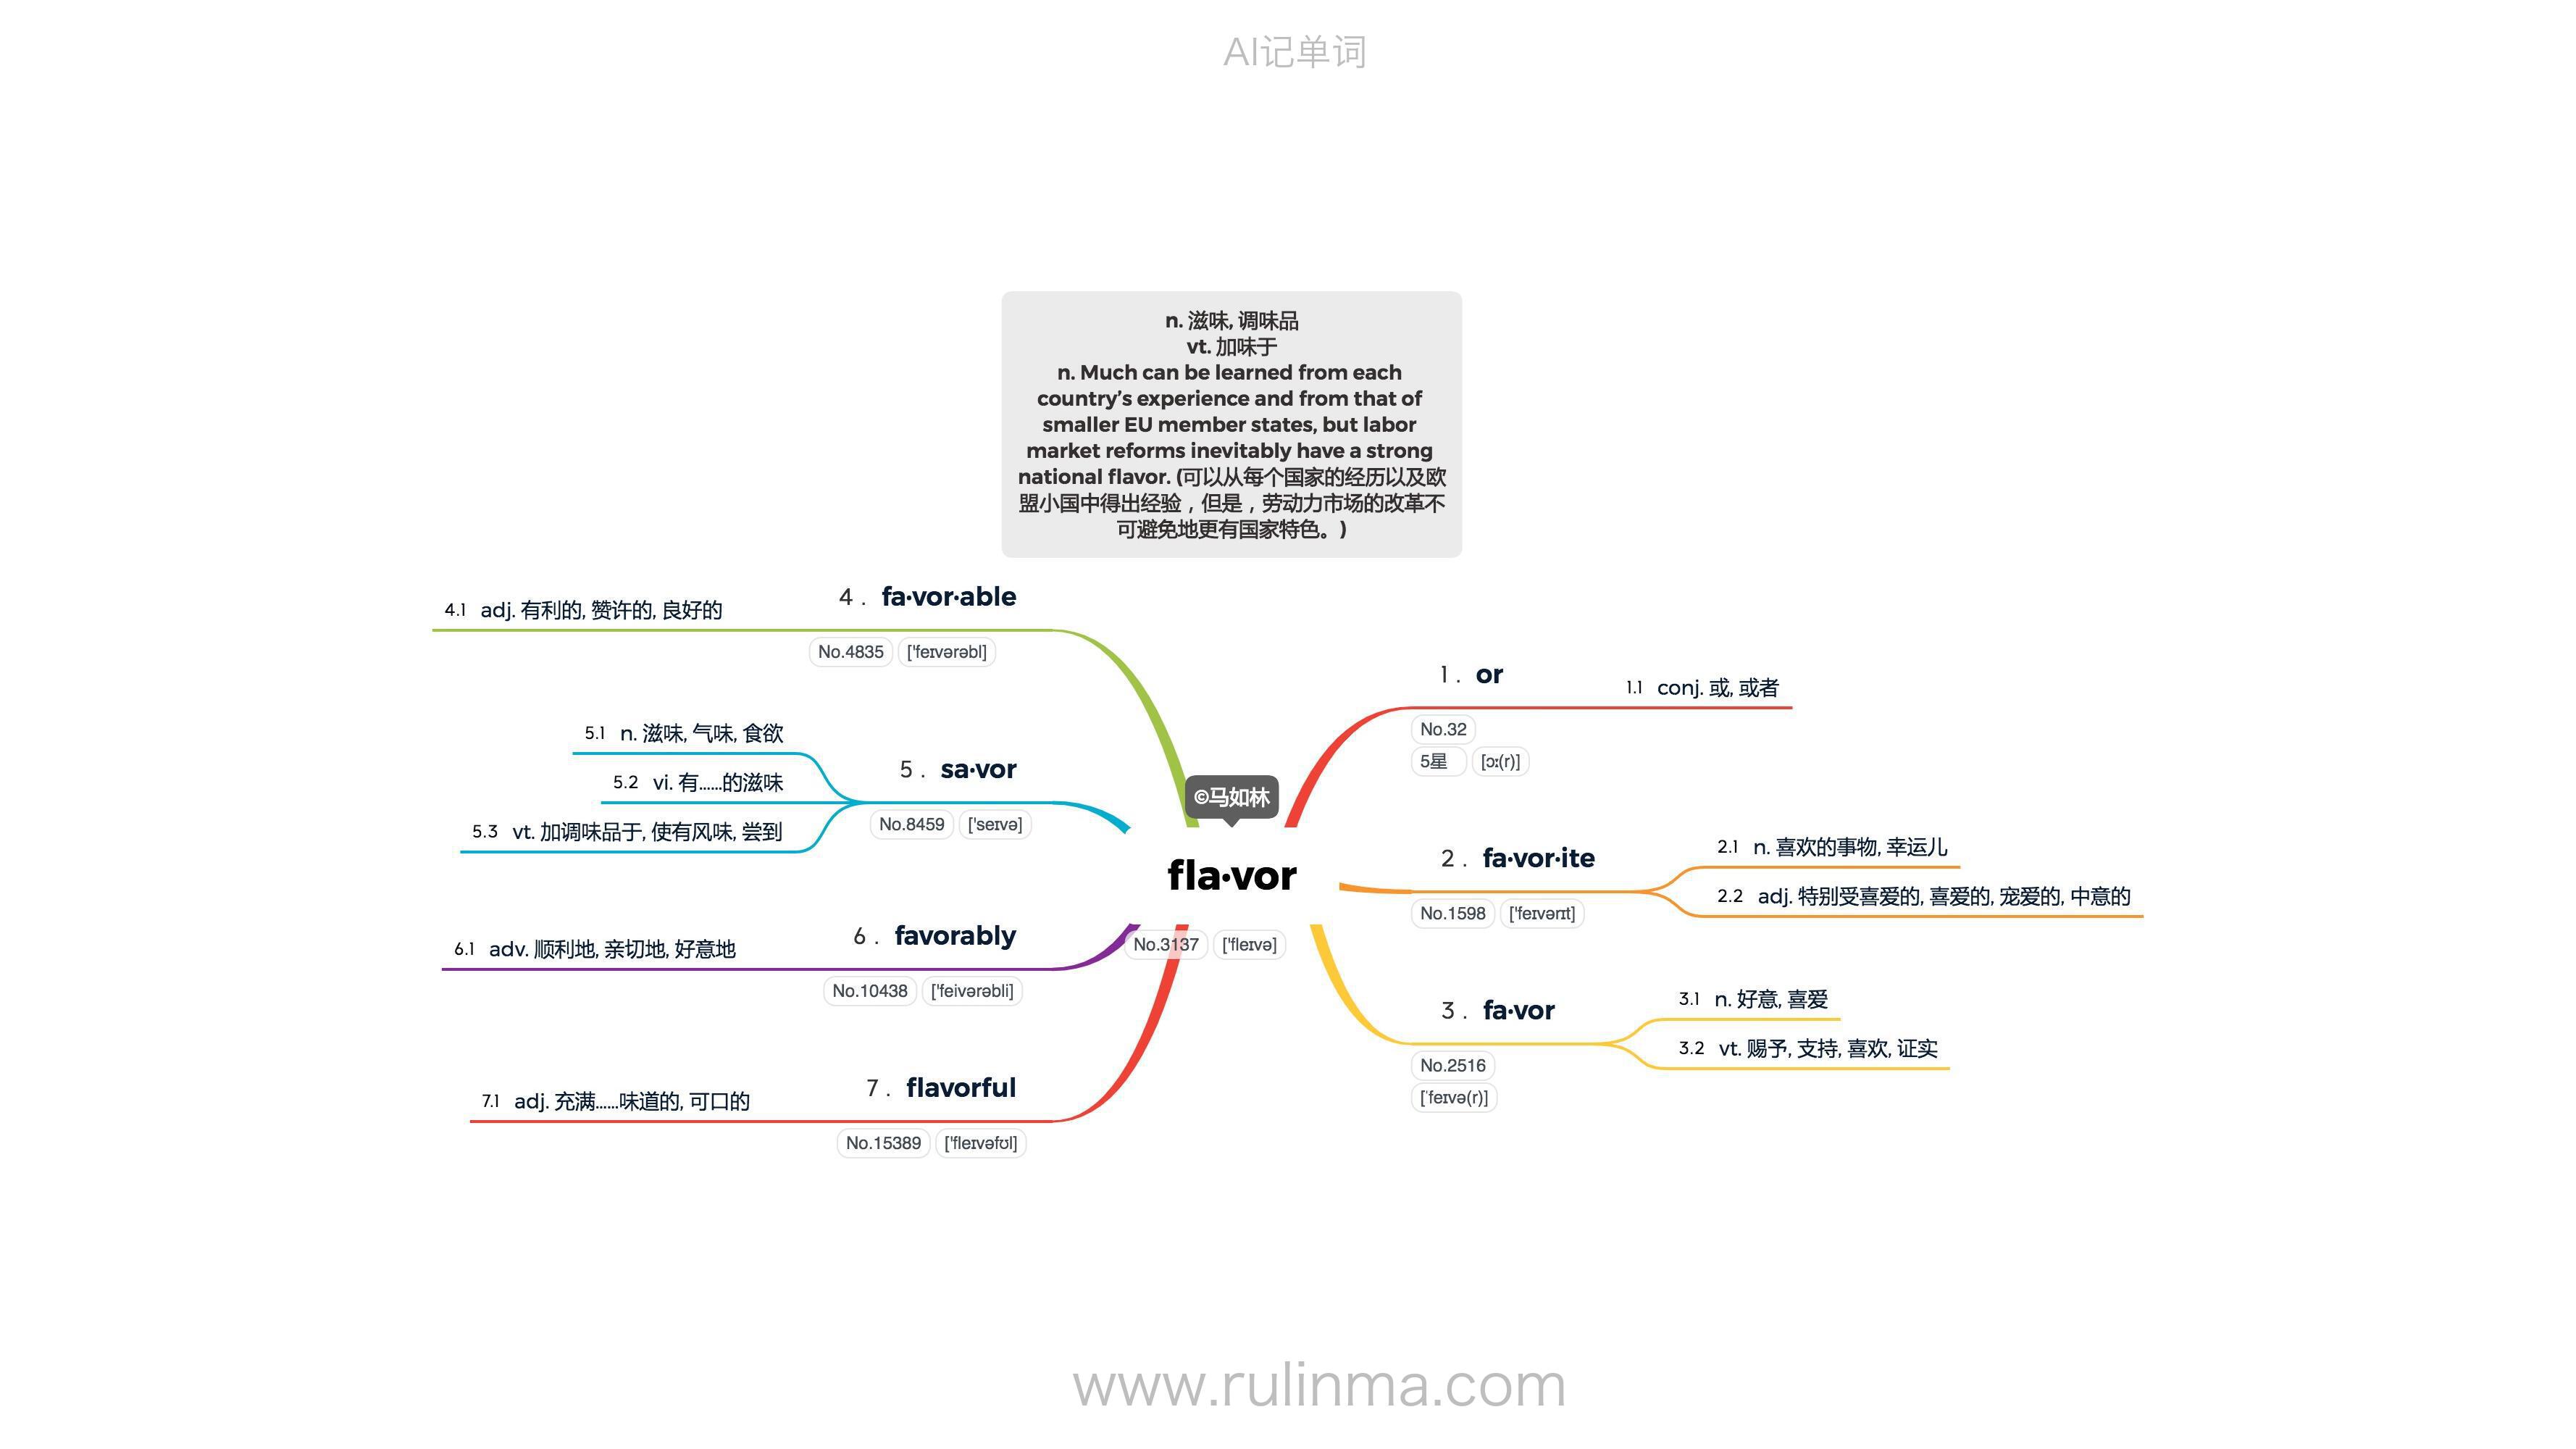 AI记单词
n. 滋味, 调味品
vt. 加味于
n. Much can be learned from each
country’s experience and from that of
smaller EU member states, but labor
market reforms inevitably have a strong
national flavor. (可以从每个国家的经历以及欧
盟小国中得出经验，但是，劳动力市场的改革不
可避免地更有国家特色。)
©马如林
fla·vor
No.3137 ['fleɪvə]
1 . or
No.32
5星 [ɔː(r)]
1.1 conj. 或, 或者
2 . fa·vor·ite
No.1598 ['feɪvərɪt]
2.1 n. 喜欢的事物, 幸运儿
2.2 adj. 特别受喜爱的, 喜爱的, 宠爱的, 中意的
3 . fa·vor
No.2516
['feɪvə(r)]
3.1 n. 好意, 喜爱
3.2 vt. 赐予, 支持, 喜欢, 证实
4 . fa·vor·able
No.4835 ['feɪvərəbl]
4.1 adj. 有利的, 赞许的, 良好的
5 . sa·vor
No.8459 ['seɪvə]
5.1 n. 滋味, 气味, 食欲
5.2 vi. 有……的滋味
5.3 vt. 加调味品于, 使有风味, 尝到
6 . favorably
No.10438 ['feivərəbli]
6.1 adv. 顺利地, 亲切地, 好意地
7 . flavorful
No.15389 ['fleɪvəfʊl]
7.1 adj. 充满……味道的, 可口的
www.rulinma.com